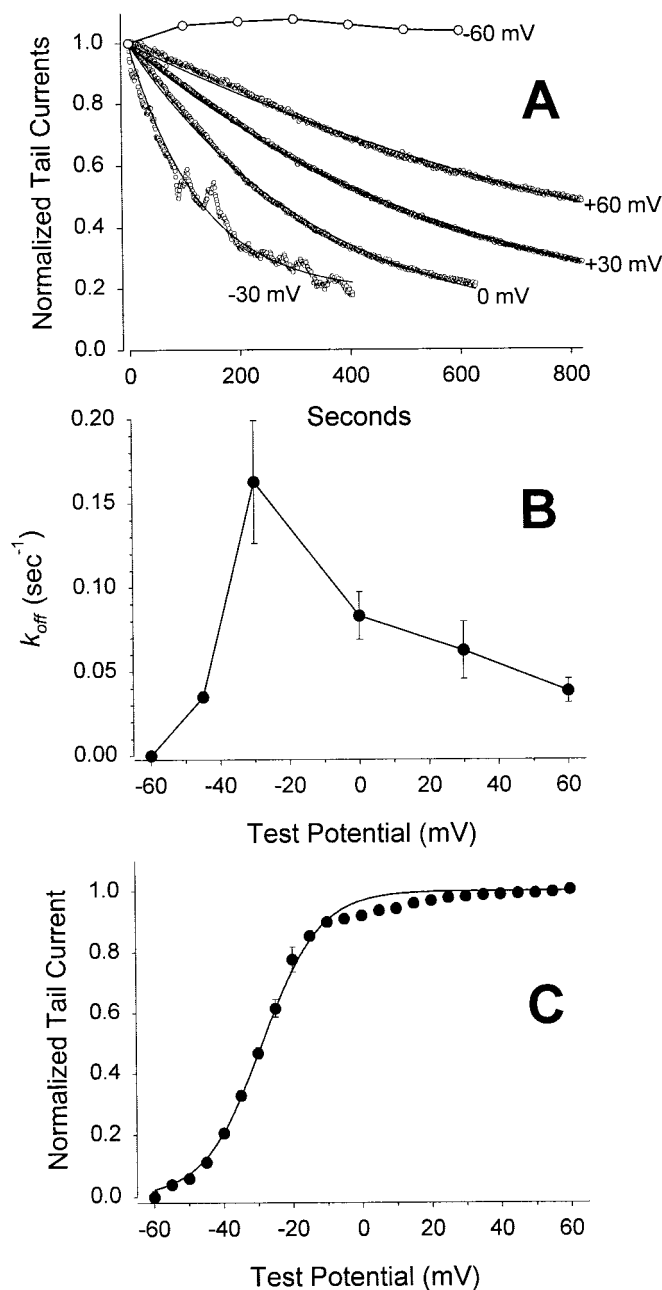 A
Normalized Tail Currents
1.0
0.8
0.6
0.4
0.2
0.0
-60 mV
+60 mV
+30 mV
0 mV
-30 mV
0
200
400
600
800
Seconds
B
k_off (sec⁻¹)
0.20
0.15
0.10
0.05
0.00
-60
-40
-20
0
20
40
60
Test Potential (mV)
C
Normalized Tail Current
1.0
0.8
0.6
0.4
0.2
0.0
-60
-40
-20
0
20
40
60
Test Potential (mV)